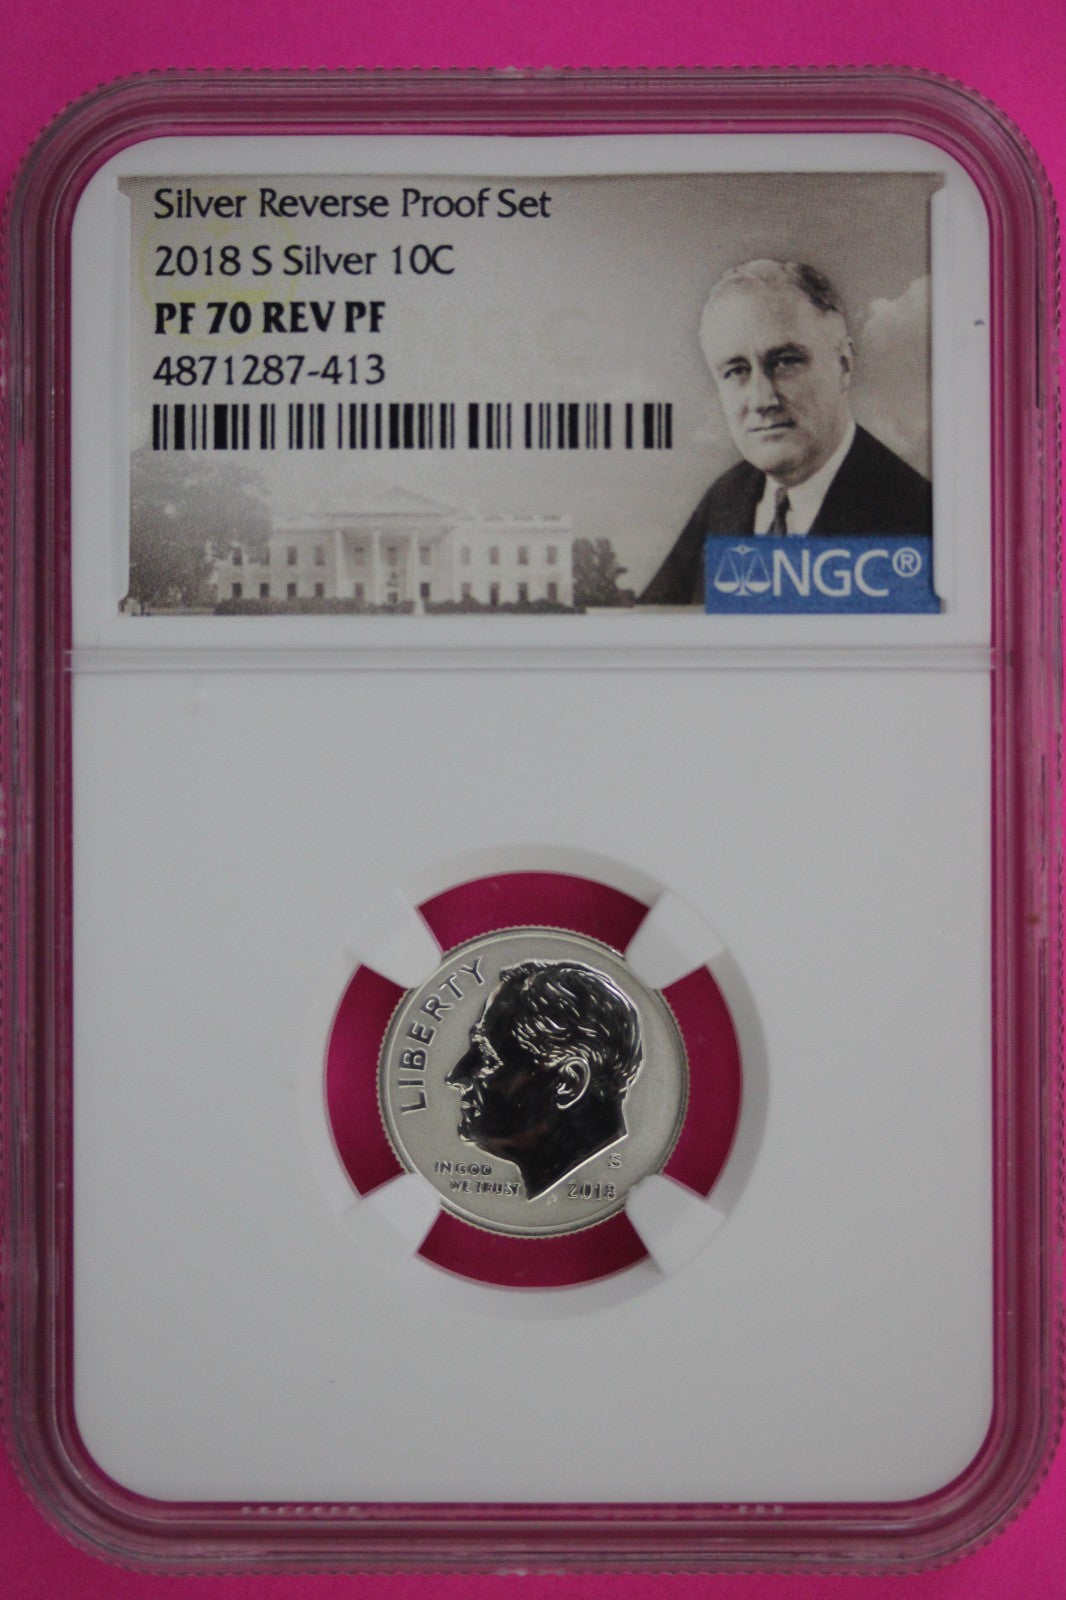 Silver Reverse Proof Set
2018 S Silver 10C
PF 70 REV PF
4871287-413
NGC®
LIBERTY
IN GOD
WE TRUST
S
2018